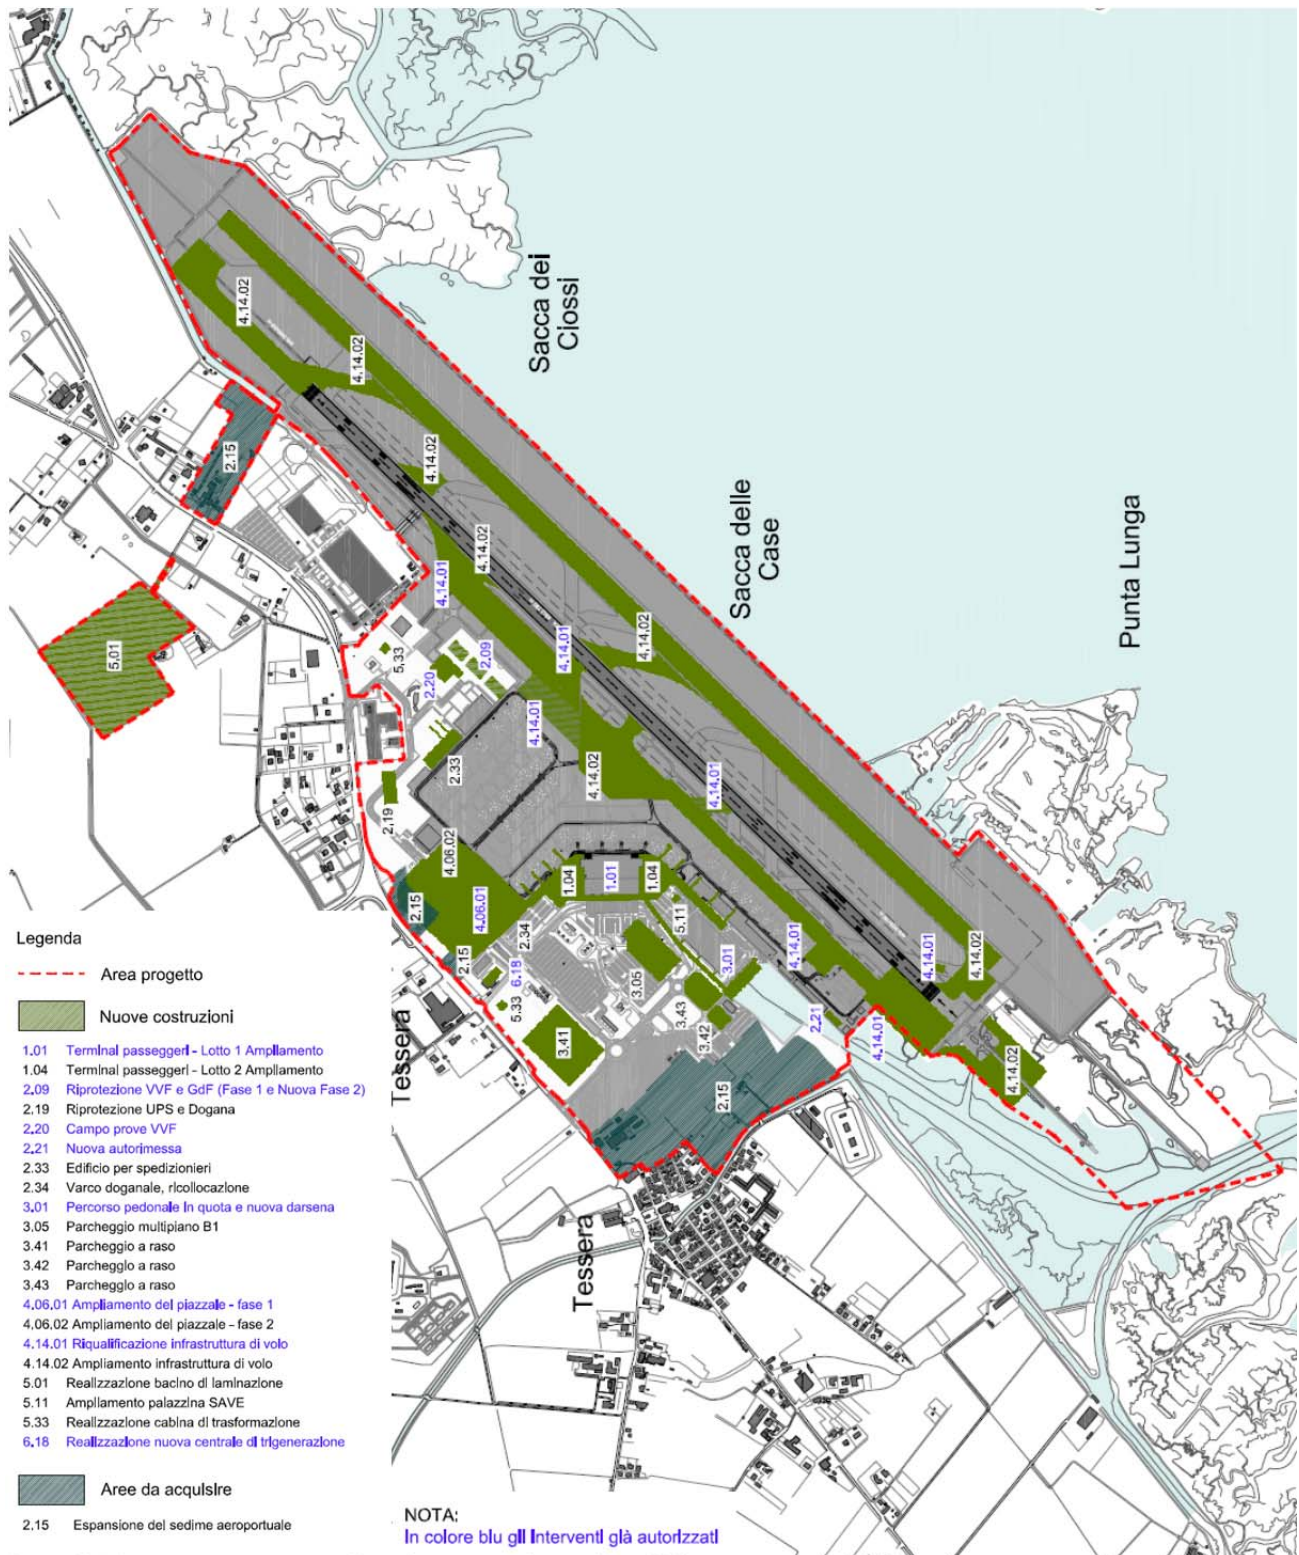 4.14.02
Sacca dei
Ciossi
4.14.02
2.15
4.14.02
4.14.02
Sacca delle
Case
4.14.01
Punta Lunga
5.01
4.14.02
4.14.01
5.33
2.09
2.20
4.14.01
2.33
4.14.02
4.14.01
2.19
4.06.02
1.04
1.01
1.04
2.15
4.06.01
5.11
2.34
4.14.01
2.15
6.18
3.01
4.14.01
4.14.02
3.05
5.33
3.43
2.21
3.41
3.42
4.14.01
Tessera
4.14.02
2.15
Tessera
Legenda
Area progetto
Nuove costruzioni
1.01 Terminal passeggeri - Lotto 1 Ampliamento
1.04 Terminal passeggeri - Lotto 2 Ampliamento
2.09 Riprotezione VVF e GdF (Fase 1 e Nuova Fase 2)
2.19 Riprotezione UPS e Dogana
2.20 Campo prove VVF
2.21 Nuova autorimessa
2.33 Edificio per spedizionieri
2.34 Varco doganale, ricollocazione
3.01 Percorso pedonale in quota e nuova darsena
3.05 Parcheggio multipiano B1
3.41 Parcheggio a raso
3.42 Parcheggio a raso
3.43 Parcheggio a raso
4.06.01 Ampliamento del piazzale - fase 1
4.06.02 Ampliamento del piazzale - fase 2
4.14.01 Riqualificazione infrastruttura di volo
4.14.02 Ampliamento infrastruttura di volo
5.01 Realizzazione bacino di laminazione
5.11 Ampliamento palazzina SAVE
5.33 Realizzazione cabina di trasformazione
6.18 Realizzazione nuova centrale di trigenerazione
Aree da acquisire
2.15 Espansione del sedime aeroportuale
NOTA:
In colore blu gli interventi già autorizzati